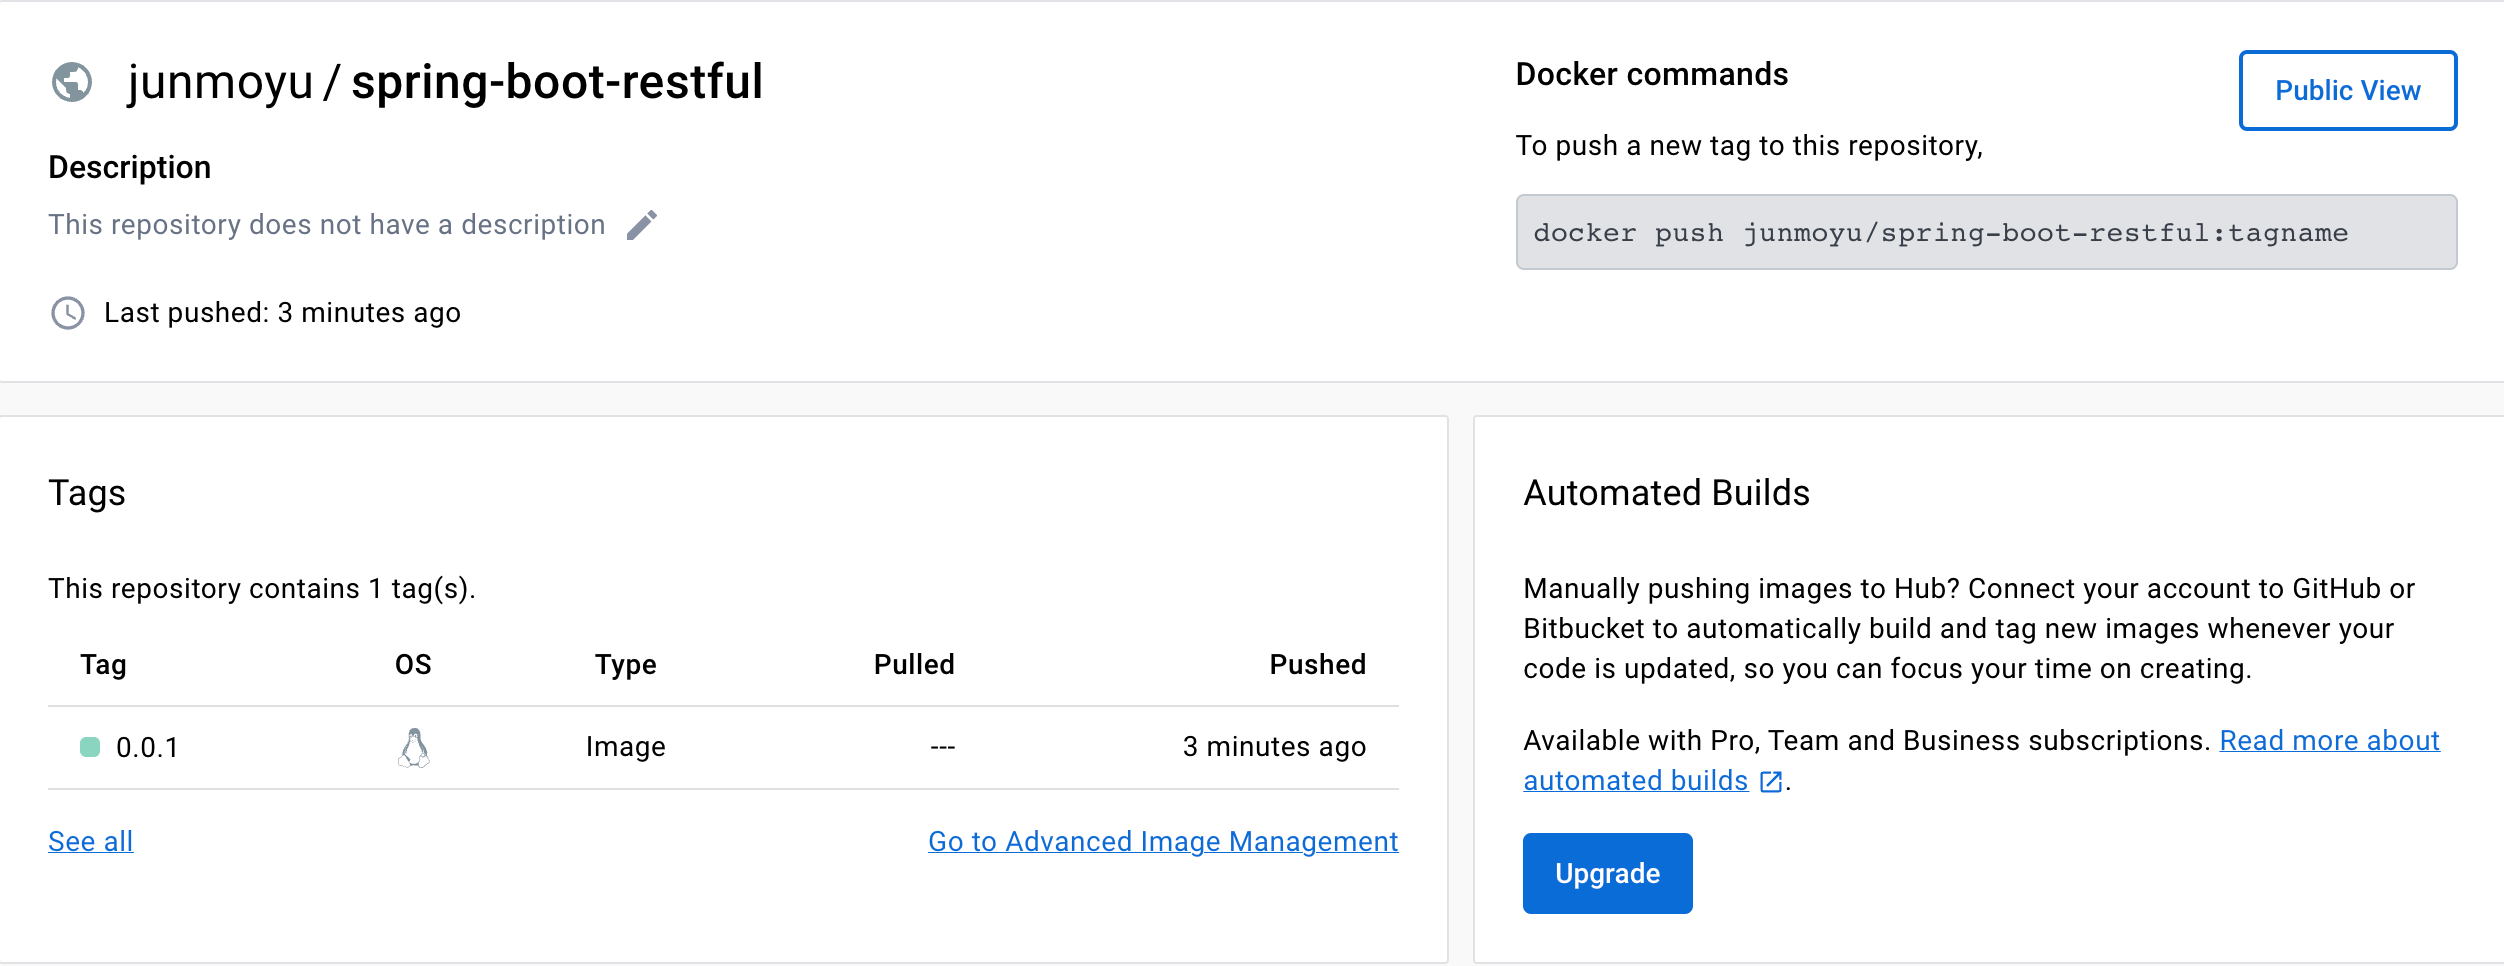 junmoyu / spring-boot-restful
Description
This repository does not have a description
Last pushed: 3 minutes ago
Docker commands
Public View
To push a new tag to this repository,
docker push junmoyu/spring-boot-restful:tagname
Tags
This repository contains 1 tag(s).
Tag OS Type Pulled Pushed
0.0.1 Image --- 3 minutes ago
See all Go to Advanced Image Management
Automated Builds
Manually pushing images to Hub? Connect your account to GitHub or
Bitbucket to automatically build and tag new images whenever your
code is updated, so you can focus your time on creating.
Available with Pro, Team and Business subscriptions. Read more about
automated builds .
Upgrade